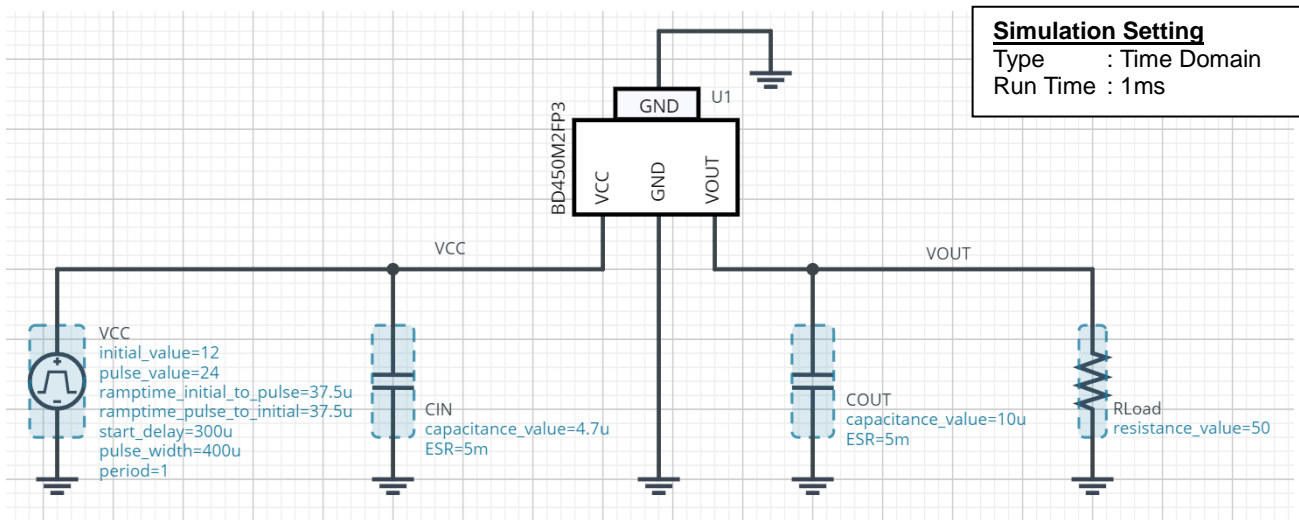 Simulation Setting
Type : Time Domain
Run Time : 1ms
GND
U1
BD450M2FP3
VCC
GND
VOUT
VCC
VOUT
VCC
initial_value=12
pulse_value=24
ramptime_initial_to_pulse=37.5u
ramptime_pulse_to_initial=37.5u
start_delay=300u
pulse_width=400u
period=1
CIN
capacitance_value=4.7u
ESR=5m
COUT
capacitance_value=10u
ESR=5m
RLoad
resistance_value=50